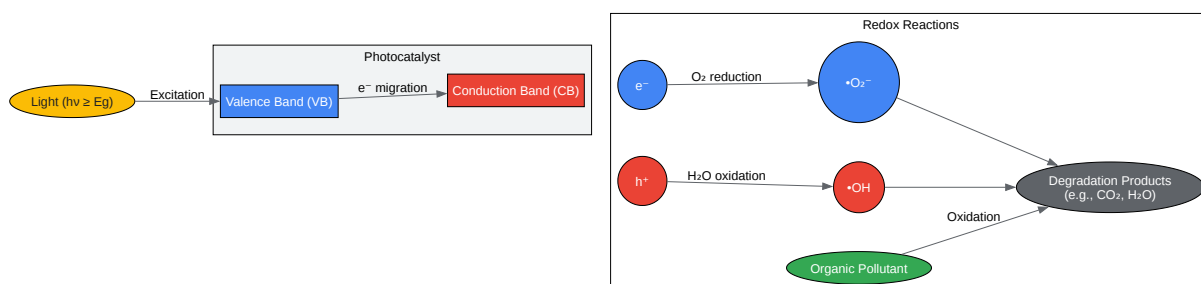 Photocatalyst
Light (hν ≥ Eg)
Excitation
Valence Band (VB)
e⁻ migration
Conduction Band (CB)
Redox Reactions
e⁻
O₂ reduction
•O₂⁻
h⁺
H₂O oxidation
•OH
Degradation Products
(e.g., CO₂, H₂O)
Oxidation
Organic Pollutant